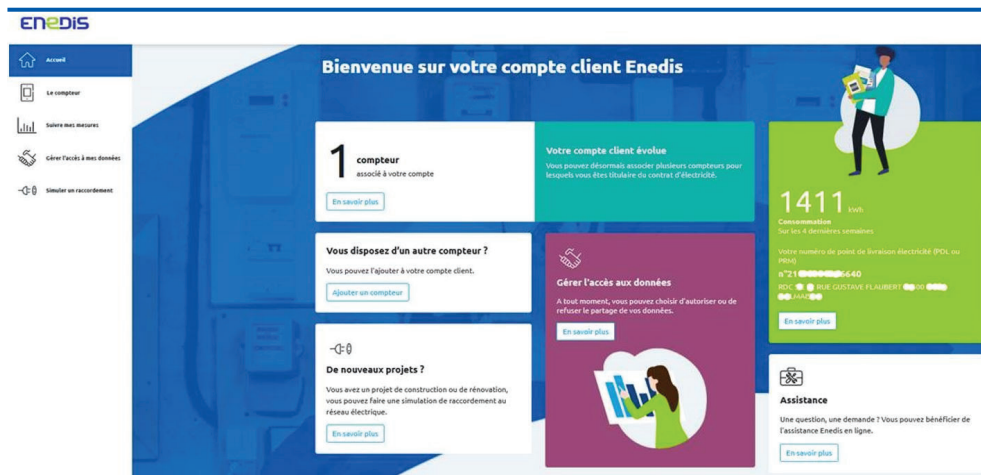 ENEDIS
Accueil
Le compteur
Suivre mes mesures
Gérer l'accès à mes données
Simuler un raccordement
Bienvenue sur votre compte client Enedis
1 compteur
associé à votre compte
En savoir plus
Votre compte client évolue
Vous pouvez désormais associer plusieurs compteurs pour
lesquels vous êtes titulaire du contrat d'électricité.
1411 kWh
Consommation
Sur les 4 dernières semaines
Votre numéro de point de livraison électricité (PDL ou
PRM)
n°21 6640
RDC RUE GUSTAVE FLAUBERT
En savoir plus
Vous disposez d'un autre compteur ?
Vous pouvez l'ajouter à votre compte client.
Ajouter un compteur
Gérer l'accès aux données
A tout moment, vous pouvez choisir d'autoriser ou de
refuser le partage de vos données.
En savoir plus
De nouveaux projets ?
Vous avez un projet de construction ou de rénovation,
vous pouvez faire une simulation de raccordement au
réseau électrique.
En savoir plus
Assistance
Une question, une demande ? Vous pouvez bénéficier de
l'assistance Enedis en ligne.
En savoir plus